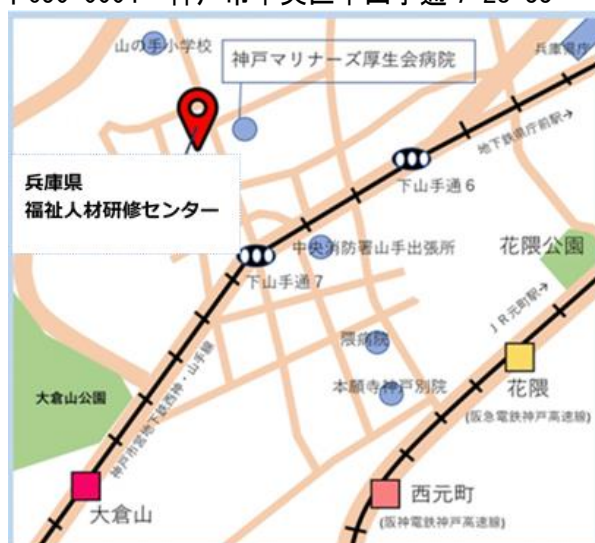 山の手小学校
兵庫県庁
神戸マリナーズ厚生会病院
地下鉄県庁前駅→
兵庫県
福祉人材研修センター
下山手通6
中央消防署山手出張所
花隈公園
下山手通7
JR元町駅→
隈病院
神戸市営地下鉄西神・山手線
大倉山公園
本願寺神戸別院
花隈
(阪急電鉄神戸高速線)
西元町
大倉山
(阪神電鉄神戸高速線)